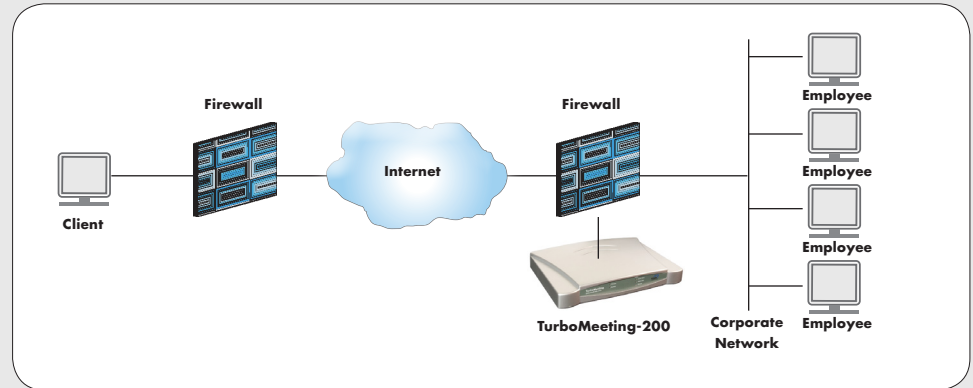 Employee
Firewall
Firewall
Employee
Internet
Client
Employee
TurboMeeting-200
Corporate
Network
Employee